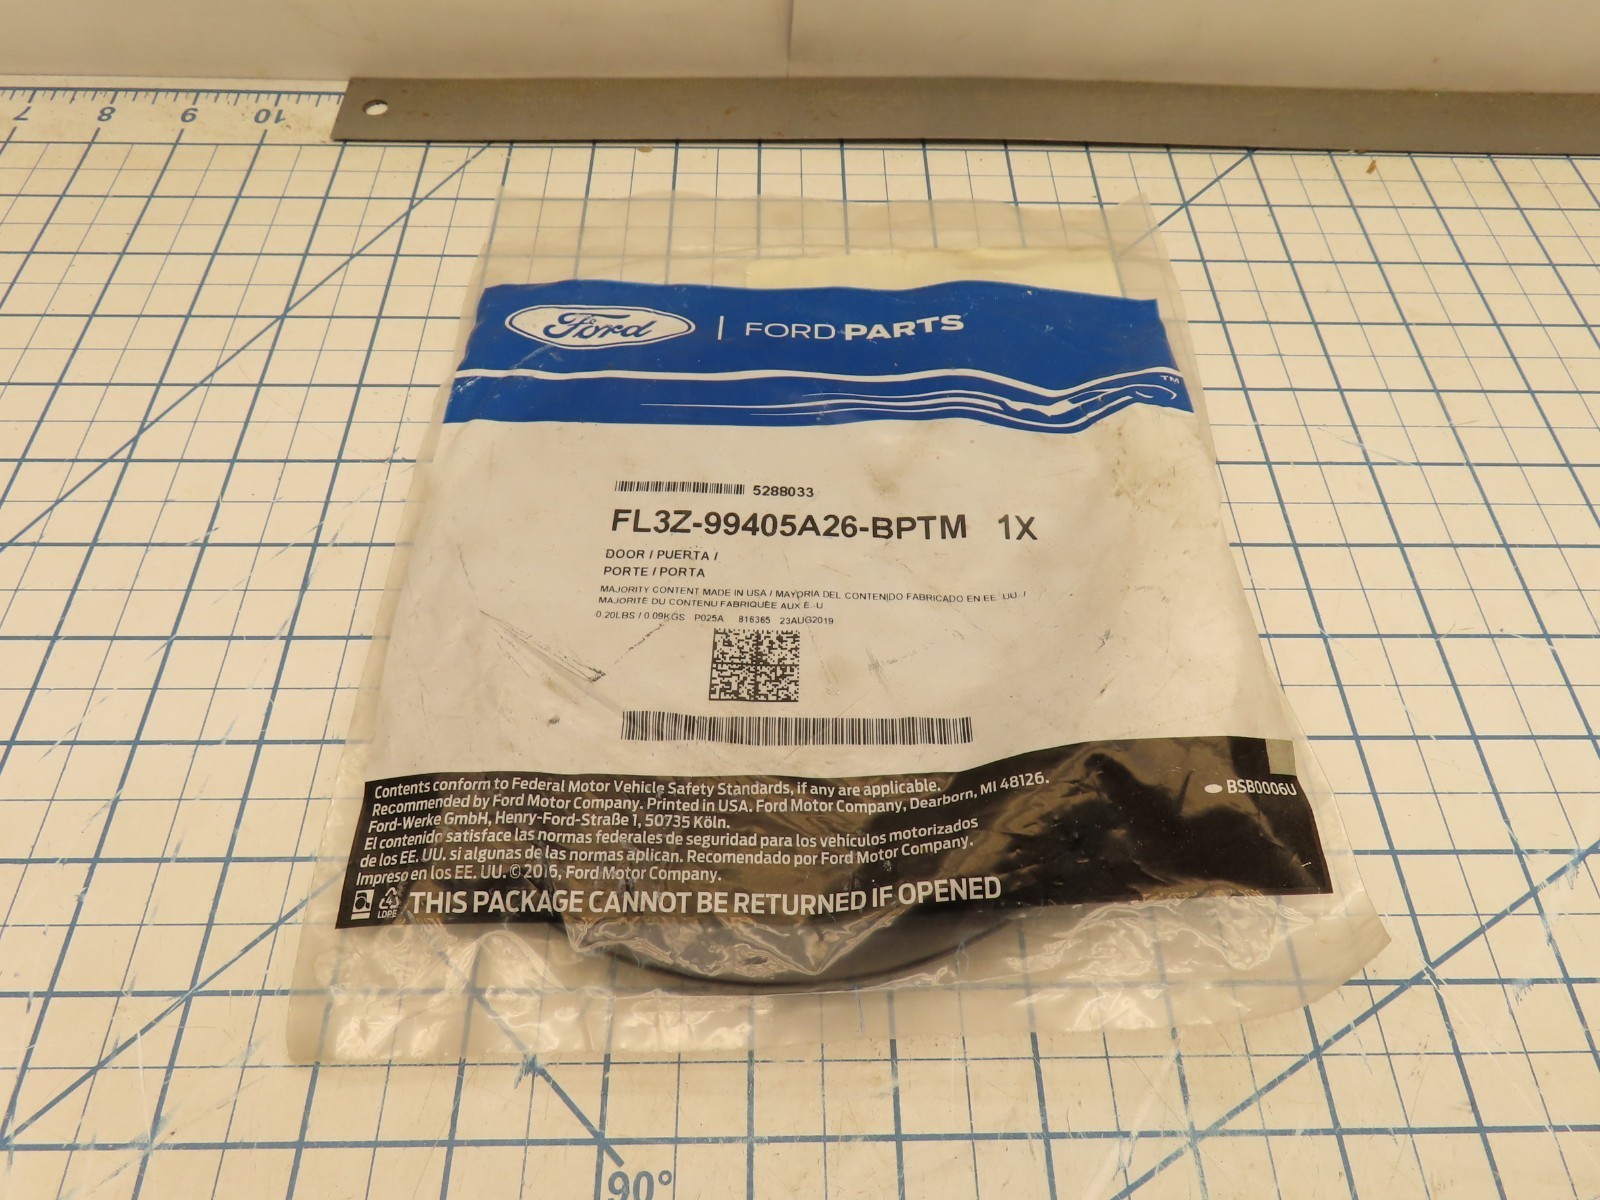 7 8 9 10
Ford | FORD PARTS
TM
5288033
FL3Z-99405A26-BPTM 1X
DOOR / PUERTA /
PORTE / PORTA
MAJORITY CONTENT MADE IN USA / MAYORIA DEL CONTENIDO FABRICADO EN EE. UU. /
MAJORITÉ DU CONTENU FABRIQUÉE AUX É.-U
0.20LBS / 0.09KGS P025A 816365 23AUG2019
Contents conform to Federal Motor Vehicle Safety Standards, if any are applicable.
Recommended by Ford Motor Company. Printed in USA. Ford Motor Company, Dearborn, MI 48126.
Ford-Werke GmbH, Henry-Ford-Straße 1, 50735 Köln.
El contenido satisface las normas federales de seguridad para los vehículos motorizados
de los EE. UU. si algunas de las normas aplican. Recomendado por Ford Motor Company.
Impreso en los EE. UU. © 2016, Ford Motor Company.
BSB0006U
4
LDPE
THIS PACKAGE CANNOT BE RETURNED IF OPENED
90°